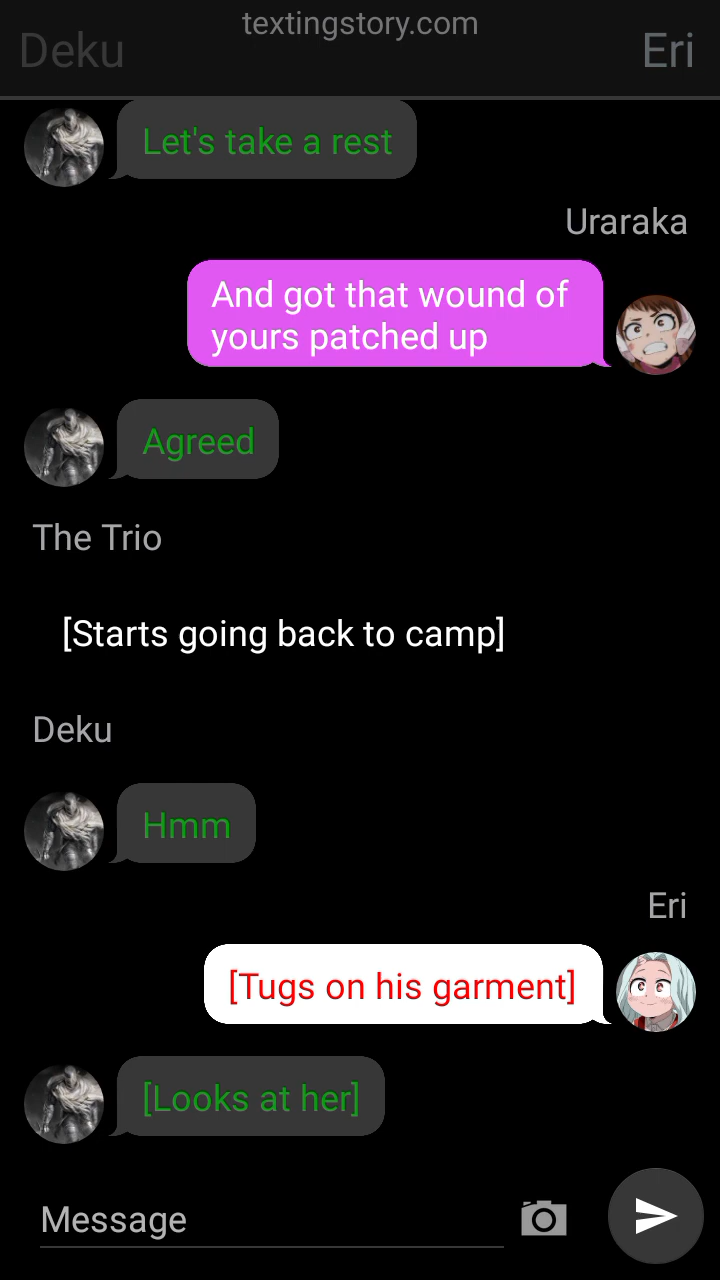 textingstory.com
Deku
Eri
Let's take a rest
Uraraka
And got that wound of
yours patched up
Agreed
The Trio
[Starts going back to camp]
Deku
Hmm
Eri
[Tugs on his garment]
[Looks at her]
Message